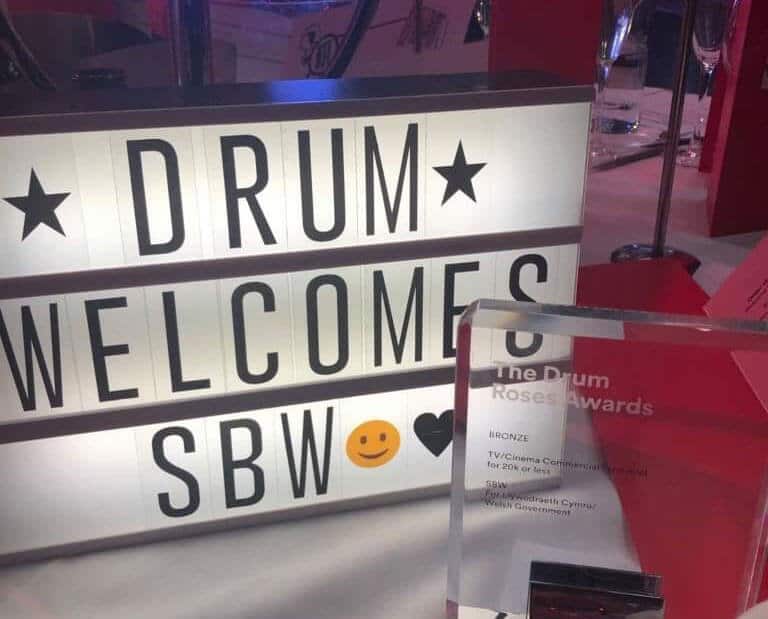 ★ DRUM ★
WELCOMES
SBW 🙂 ♥
The Drum
Roses Awards
BRONZE
TV/Cinema Commercial
for 20k or less
SBW
For Llywodraeth Cymru/
Welsh Government